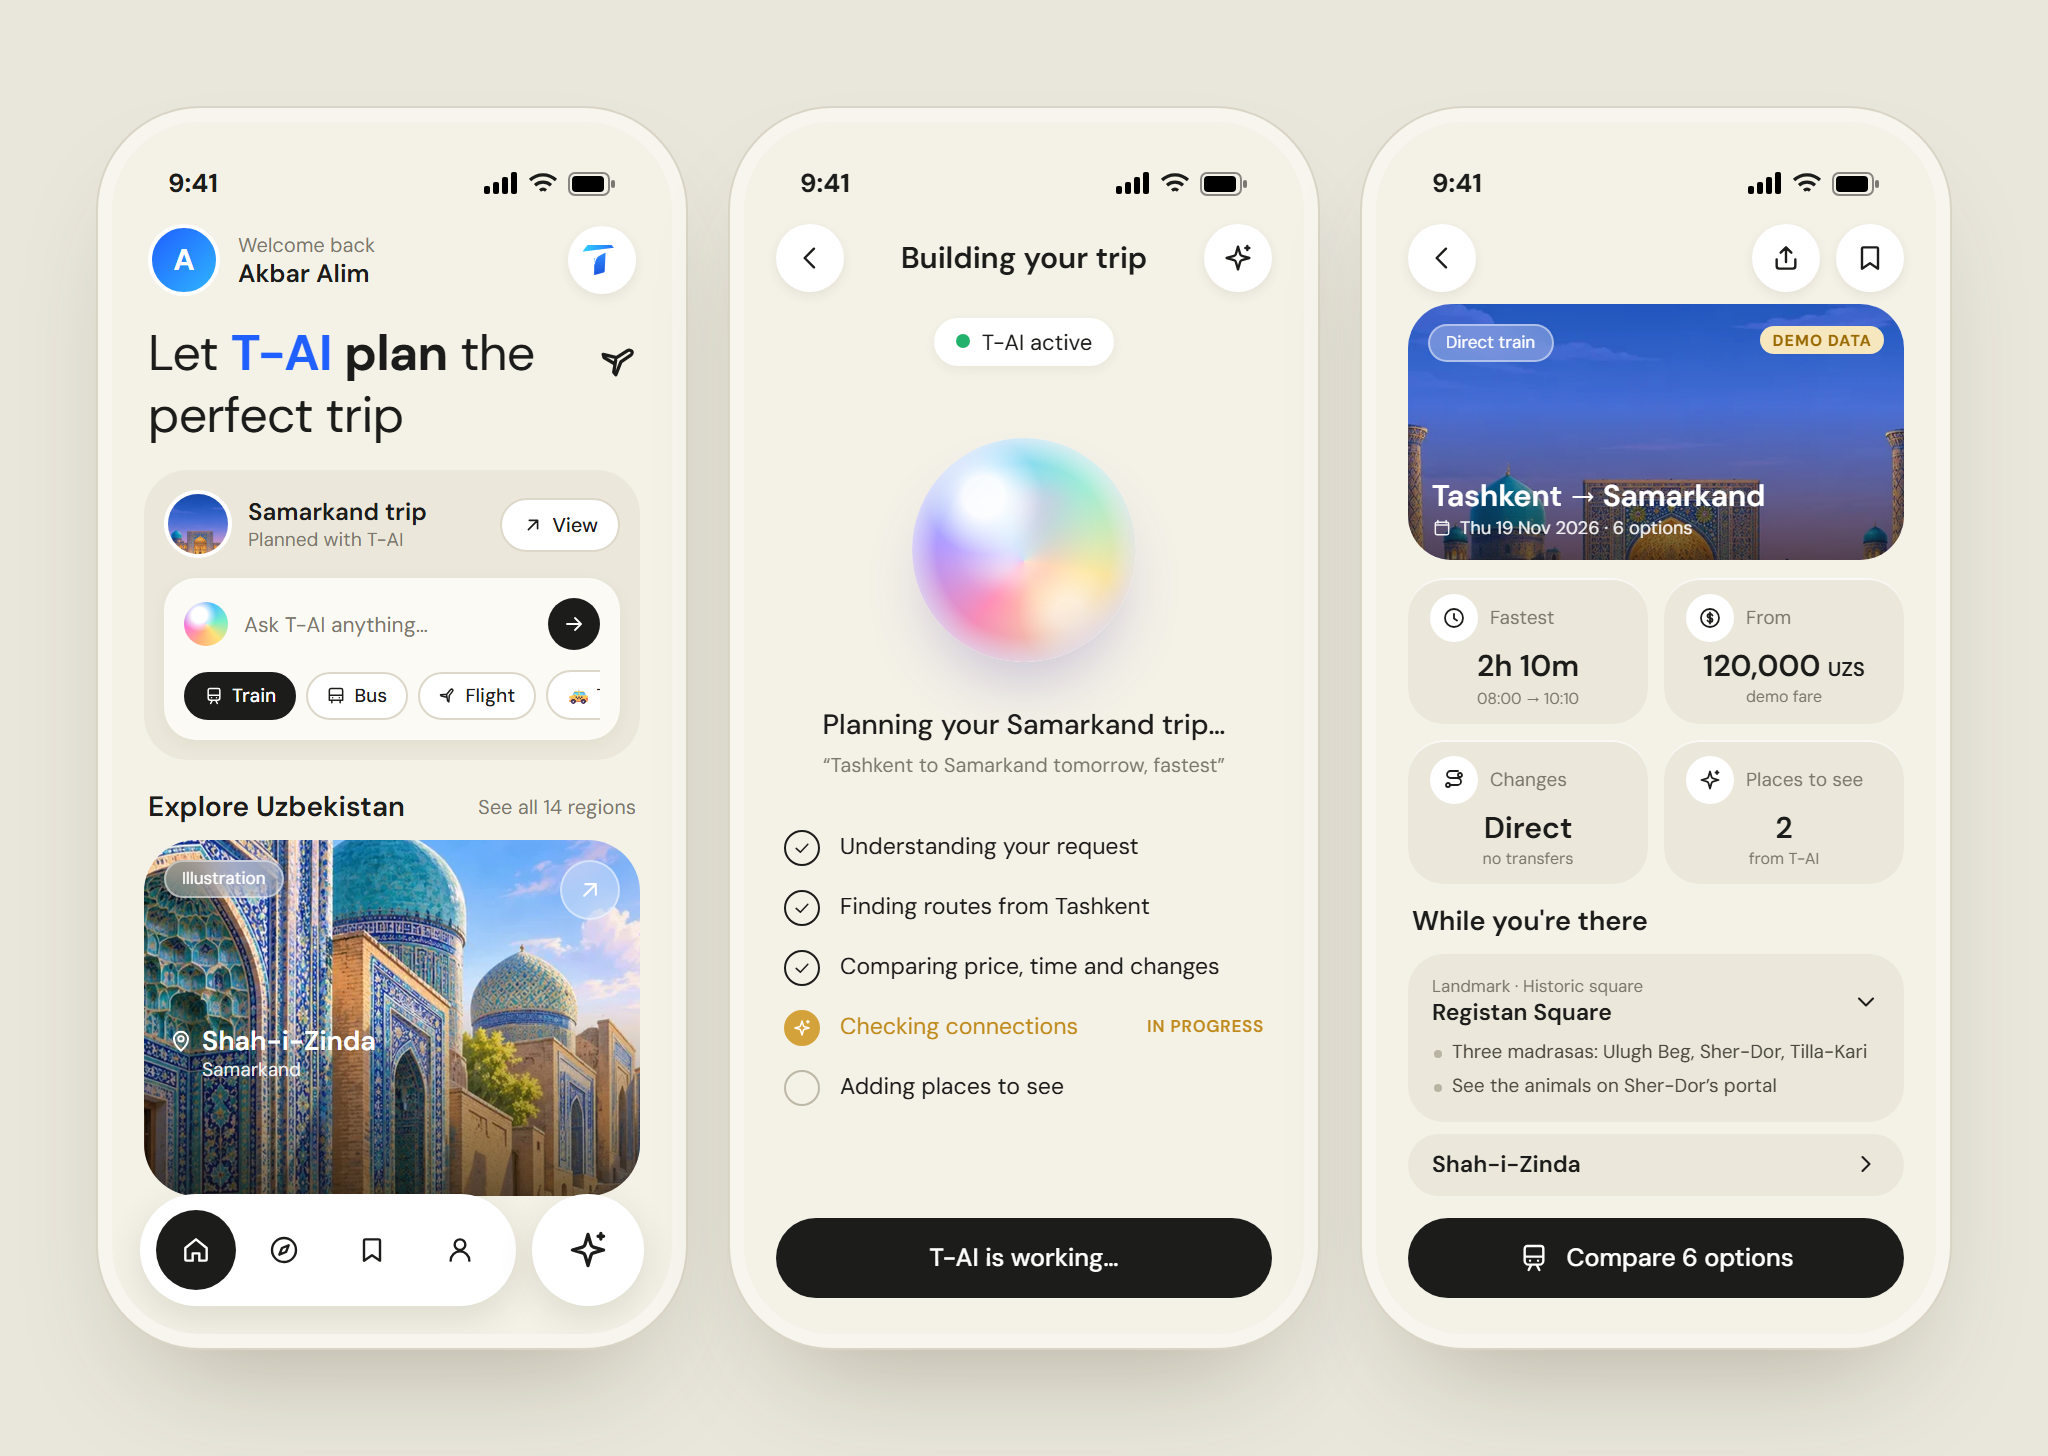 9:41
A
Welcome back
Akbar Alim
Let T-AI plan the
perfect trip
Samarkand trip
Planned with T-AI
View
Ask T-AI anything...
Train
Bus
Flight
Explore Uzbekistan
See all 14 regions
Illustration
Shah-i-Zinda
Samarkand
9:41
Building your trip
T-AI active
Planning your Samarkand trip...
“Tashkent to Samarkand tomorrow, fastest”
Understanding your request
Finding routes from Tashkent
Comparing price, time and changes
Checking connections
IN PROGRESS
Adding places to see
T-AI is working...
9:41
Direct train
DEMO DATA
Tashkent → Samarkand
Thu 19 Nov 2026 · 6 options
Fastest
2h 10m
08:00 → 10:10
From
120,000 UZS
demo fare
Changes
Direct
no transfers
Places to see
2
from T-AI
While you're there
Landmark · Historic square
Registan Square
Three madrasas: Ulugh Beg, Sher-Dor, Tilla-Kari
See the animals on Sher-Dor’s portal
Shah-i-Zinda
Compare 6 options